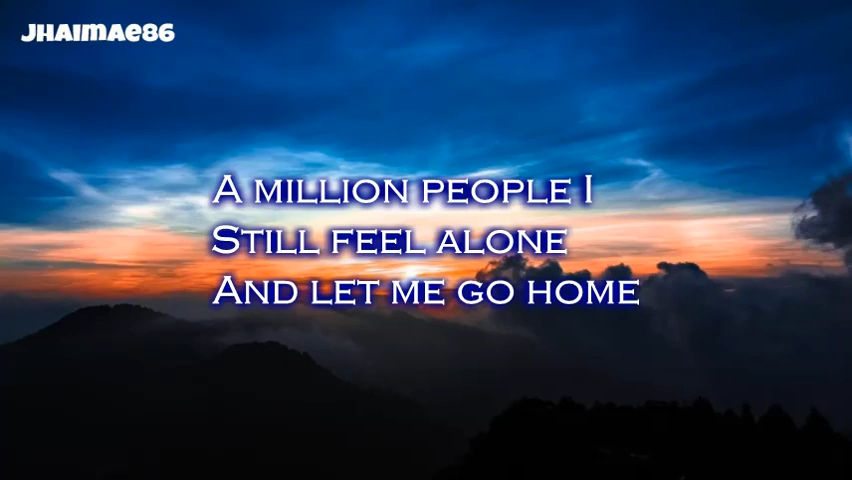 JHAIMAE86
A MILLION PEOPLE I
STILL FEEL ALONE
AND LET ME GO HOME